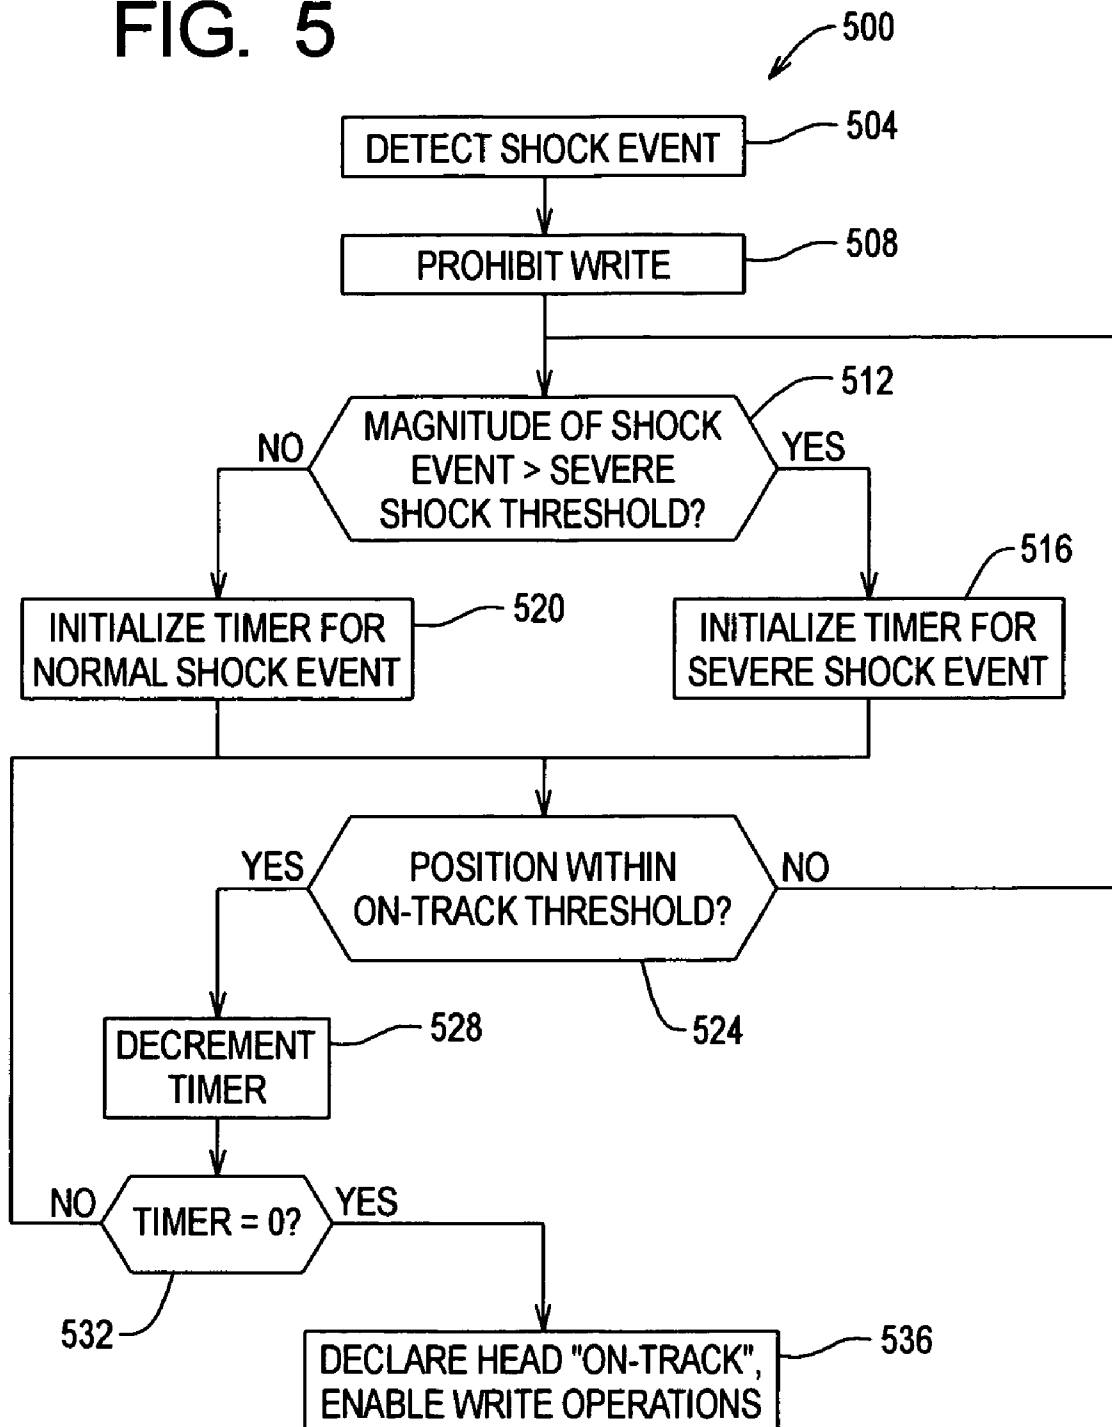 FIG. 5
500
DETECT SHOCK EVENT
504
PROHIBIT WRITE
508
512
MAGNITUDE OF SHOCK
EVENT > SEVERE
SHOCK THRESHOLD?
NO
YES
516
INITIALIZE TIMER FOR
NORMAL SHOCK EVENT
520
INITIALIZE TIMER FOR
SEVERE SHOCK EVENT
YES
POSITION WITHIN
ON-TRACK THRESHOLD?
NO
524
DECREMENT
TIMER
528
NO
TIMER = 0?
YES
532
DECLARE HEAD "ON-TRACK",
ENABLE WRITE OPERATIONS
536